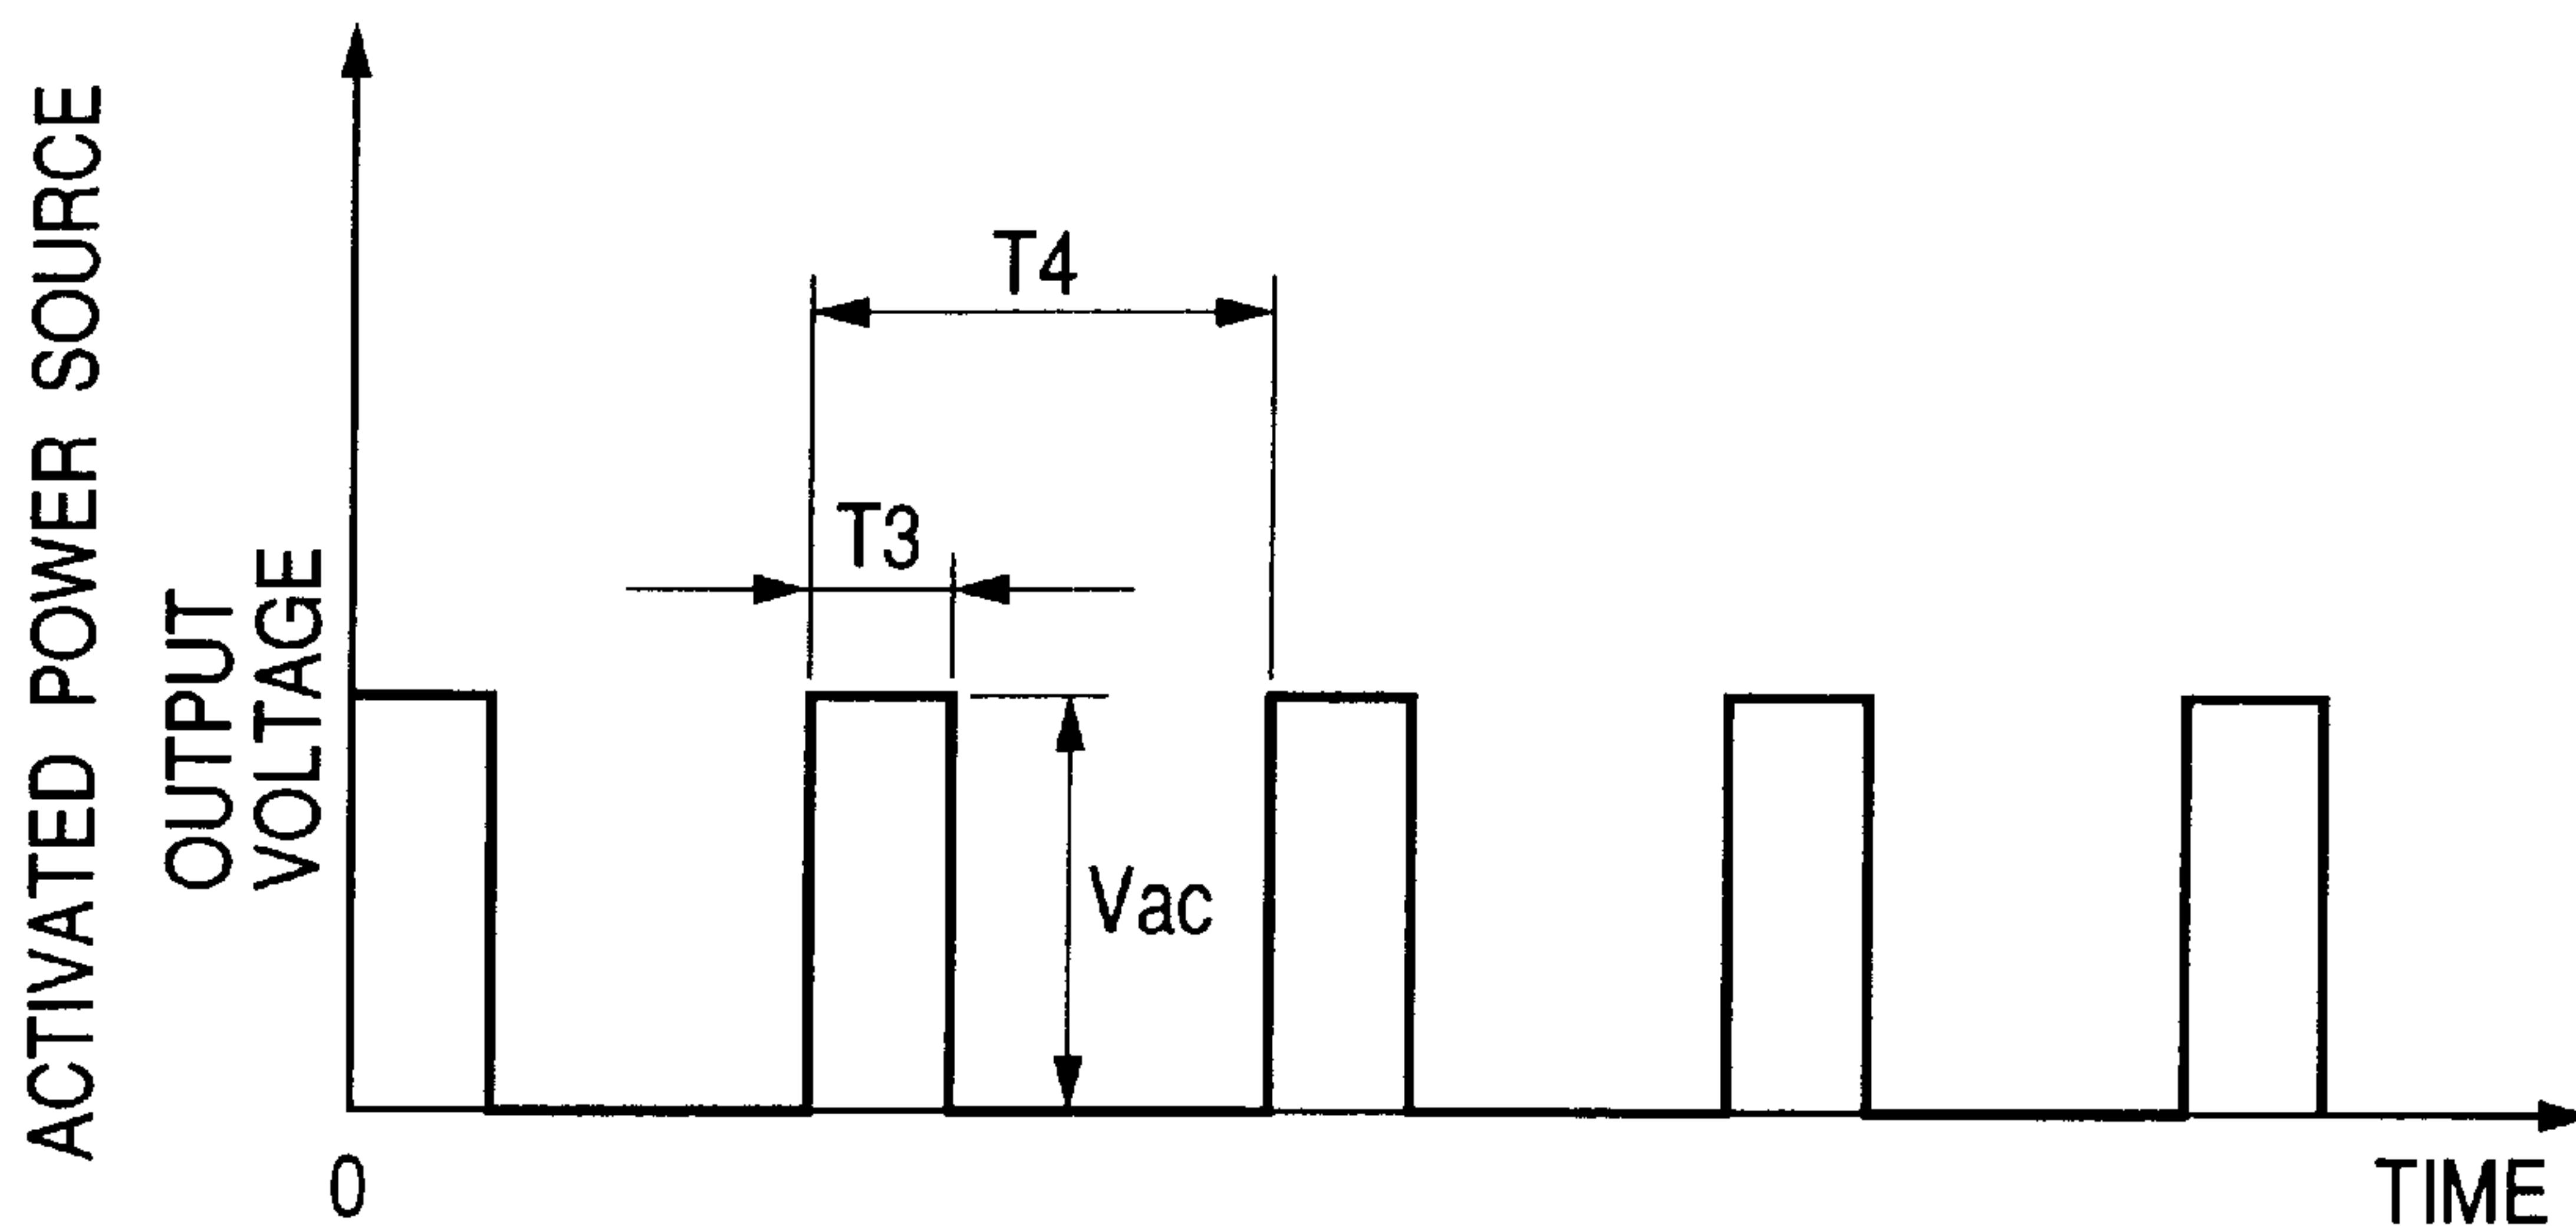 ACTIVATED POWER SOURCE
OUTPUT
VOLTAGE
T4
T3
Vac
0
TIME